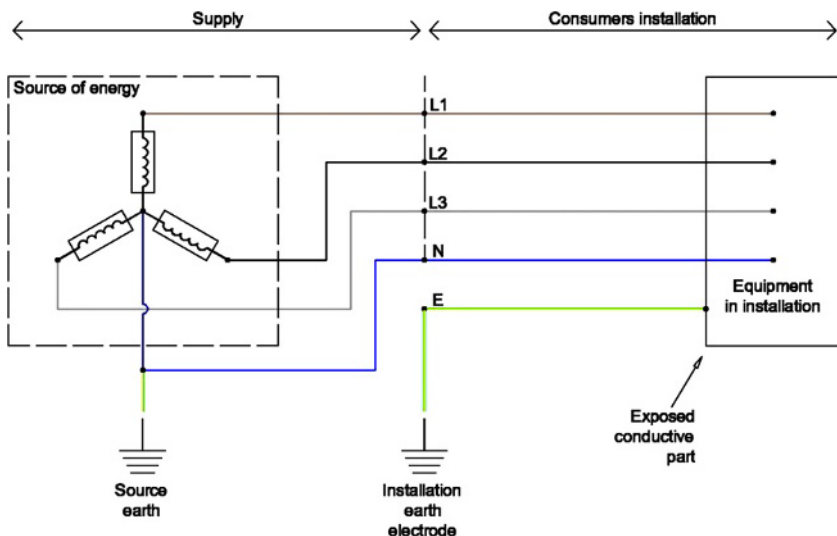 Supply
Consumers installation
Source of energy
L1
L2
L3
N
E
Equipment
in installation
Exposed
conductive
part
Source
earth
Installation
earth
electrode